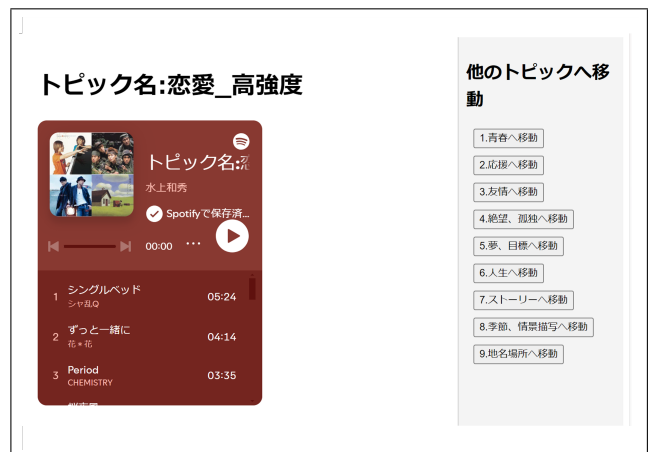 トピック名:恋愛_高強度
トピック名:
水上和秀
Spotifyで保存済...
00:00
1 シングルベッド 05:24
シャ乱Q
2 ずっと一緒に 04:14
花*花
3 Period 03:35
CHEMISTRY
他のトピックへ移
動
1.青春へ移動
2.応援へ移動
3.友情へ移動
4.絶望、孤独へ移動
5.夢、目標へ移動
6.人生へ移動
7.ストーリーへ移動
8.季節、情景描写へ移動
9.地名場所へ移動